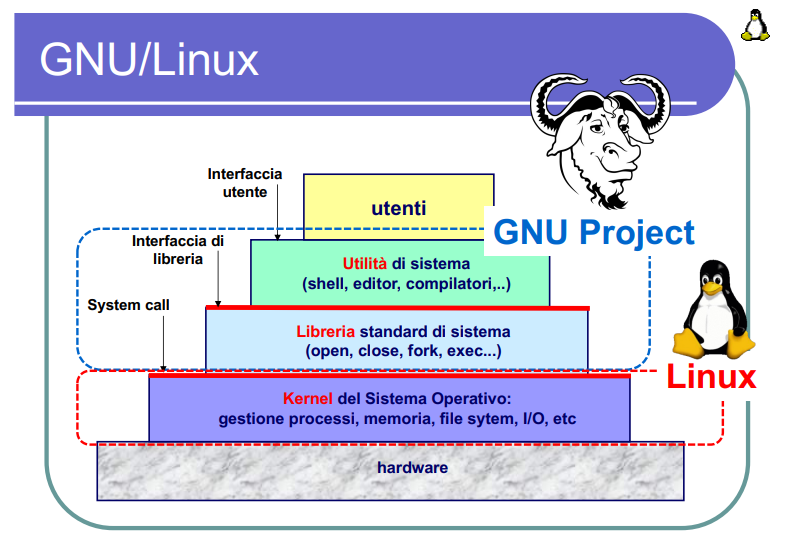 GNU/Linux
Interfaccia
utente
utenti
GNU Project
Interfaccia di
libreria
Utilità di sistema
(shell, editor, compilatori,..)
System call
Libreria standard di sistema
(open, close, fork, exec...)
Linux
Kernel del Sistema Operativo:
gestione processi, memoria, file sytem, I/O, etc
hardware